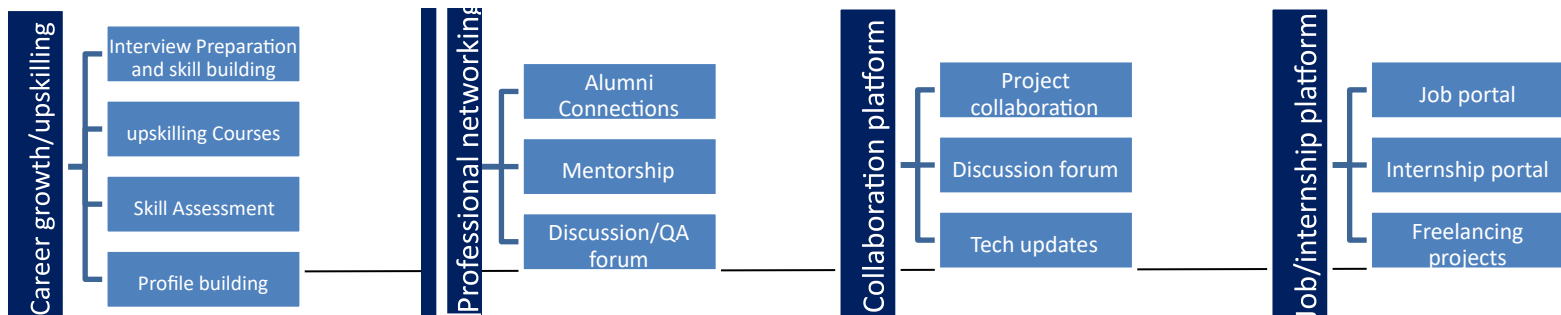 Career growth/upskilling
Interview Preparation
and skill building
upskilling Courses
Skill Assessment
Profile building
Professional networking
Alumni
Connections
Mentorship
Discussion/QA
forum
Collaboration platform
Project
collaboration
Discussion forum
Tech updates
Job/internship platform
Job portal
Internship portal
Freelancing
projects